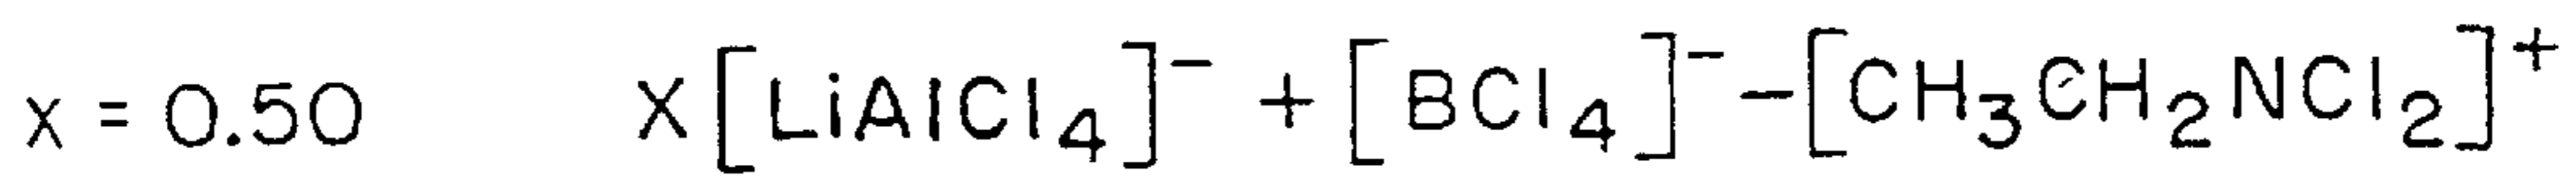 x = 0.50 X[LiAlCl₄]⁻ + [BCl₄]⁻ – [CH₃CH₂NCl₂]⁺